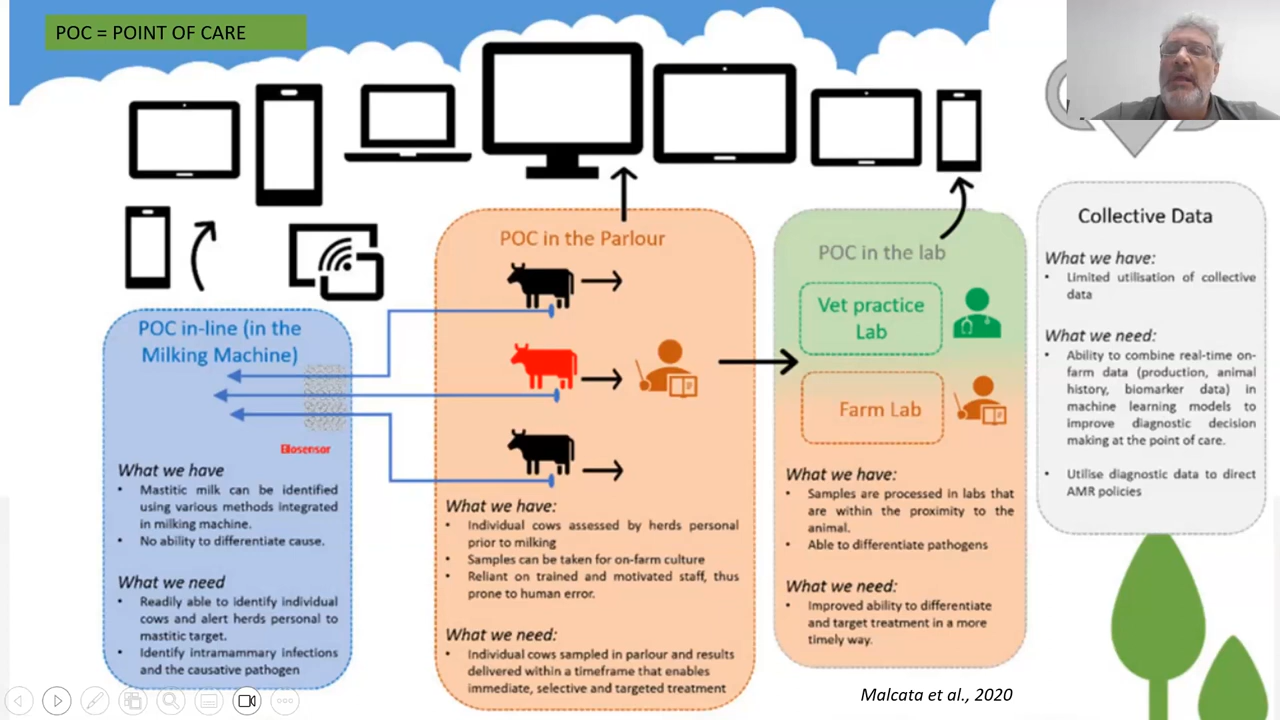 POC = POINT OF CARE
POC in-line (in the
Milking Machine)
Biosensor
What we have
• Mastitic milk can be identified
using various methods integrated
in milking machine.
• No ability to differentiate cause.
What we need
• Readily able to identify individual
cows and alert herds personal to
mastitic target.
• Identify intramammary infections
and the causative pathogen
POC in the Parlour
What we have:
• Individual cows assessed by herds personal
prior to milking
• Samples can be taken for on-farm culture
• Reliant on trained and motivated staff, thus
prone to human error.
What we need:
• Individual cows sampled in parlour and results
delivered within a timeframe that enables
immediate, selective and targeted treatment
POC in the lab
Vet practice
Lab
Farm Lab
What we have:
• Samples are processed in labs that
are within the proximity to the
animal.
• Able to differentiate pathogens
What we need:
• Improved ability to differentiate
and target treatment in a more
timely way.
Collective Data
What we have:
• Limited utilisation of collective
data
What we need:
• Ability to combine real-time on-
farm data (production, animal
history, biomarker data) in
machine learning models to
improve diagnostic decision
making at the point of care.
• Utilise diagnostic data to direct
AMR policies
Malcata et al., 2020